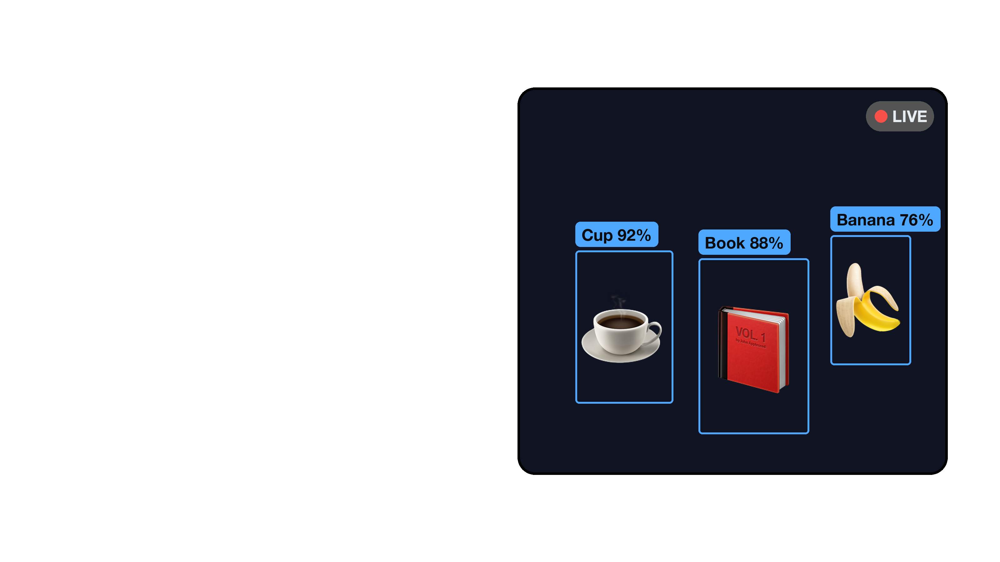 LIVE
Banana 76%
Cup 92%
Book 88%
VOL. 1
by John Appleseed